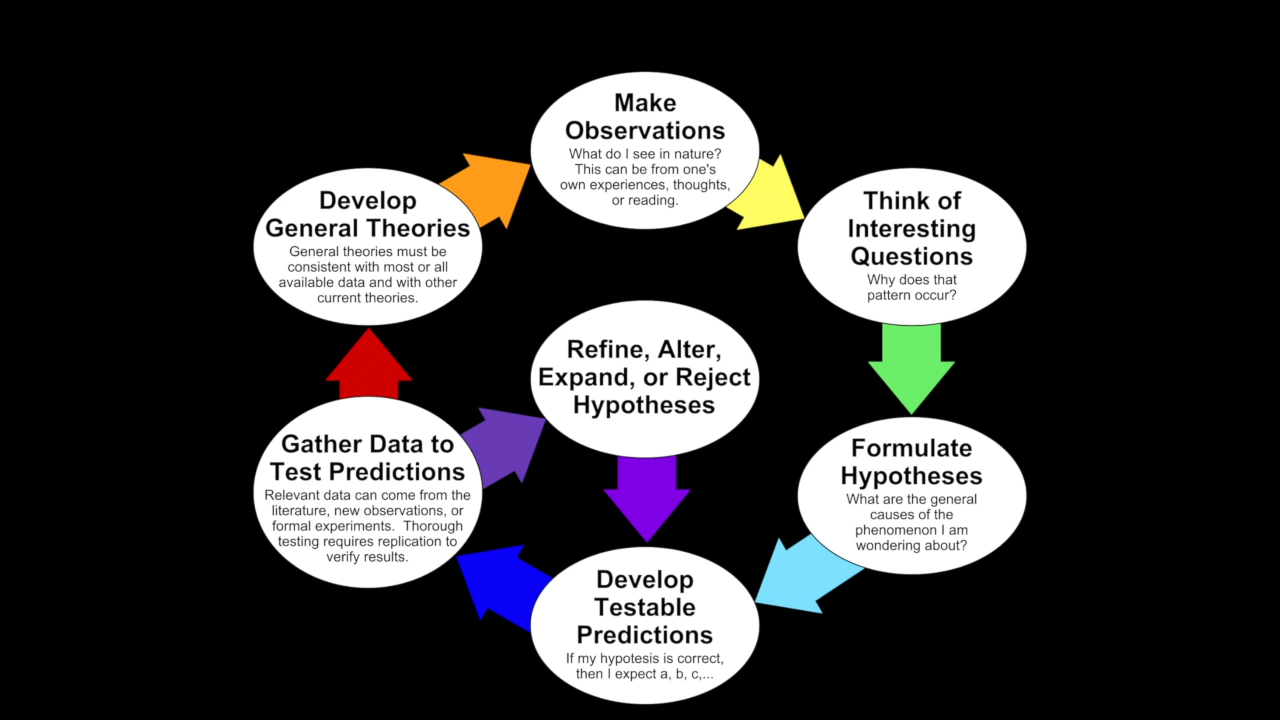 Make
Observations
What do I see in nature?
This can be from one's
own experiences, thoughts,
or reading.
Think of
Interesting
Questions
Why does that
pattern occur?
Formulate
Hypotheses
What are the general
causes of the
phenomenon I am
wondering about?
Develop
Testable
Predictions
If my hypotesis is correct,
then I expect a, b, c,...
Gather Data to
Test Predictions
Relevant data can come from the
literature, new observations, or
formal experiments. Thorough
testing requires replication to
verify results.
Refine, Alter,
Expand, or Reject
Hypotheses
Develop
General Theories
General theories must be
consistent with most or all
available data and with other
current theories.